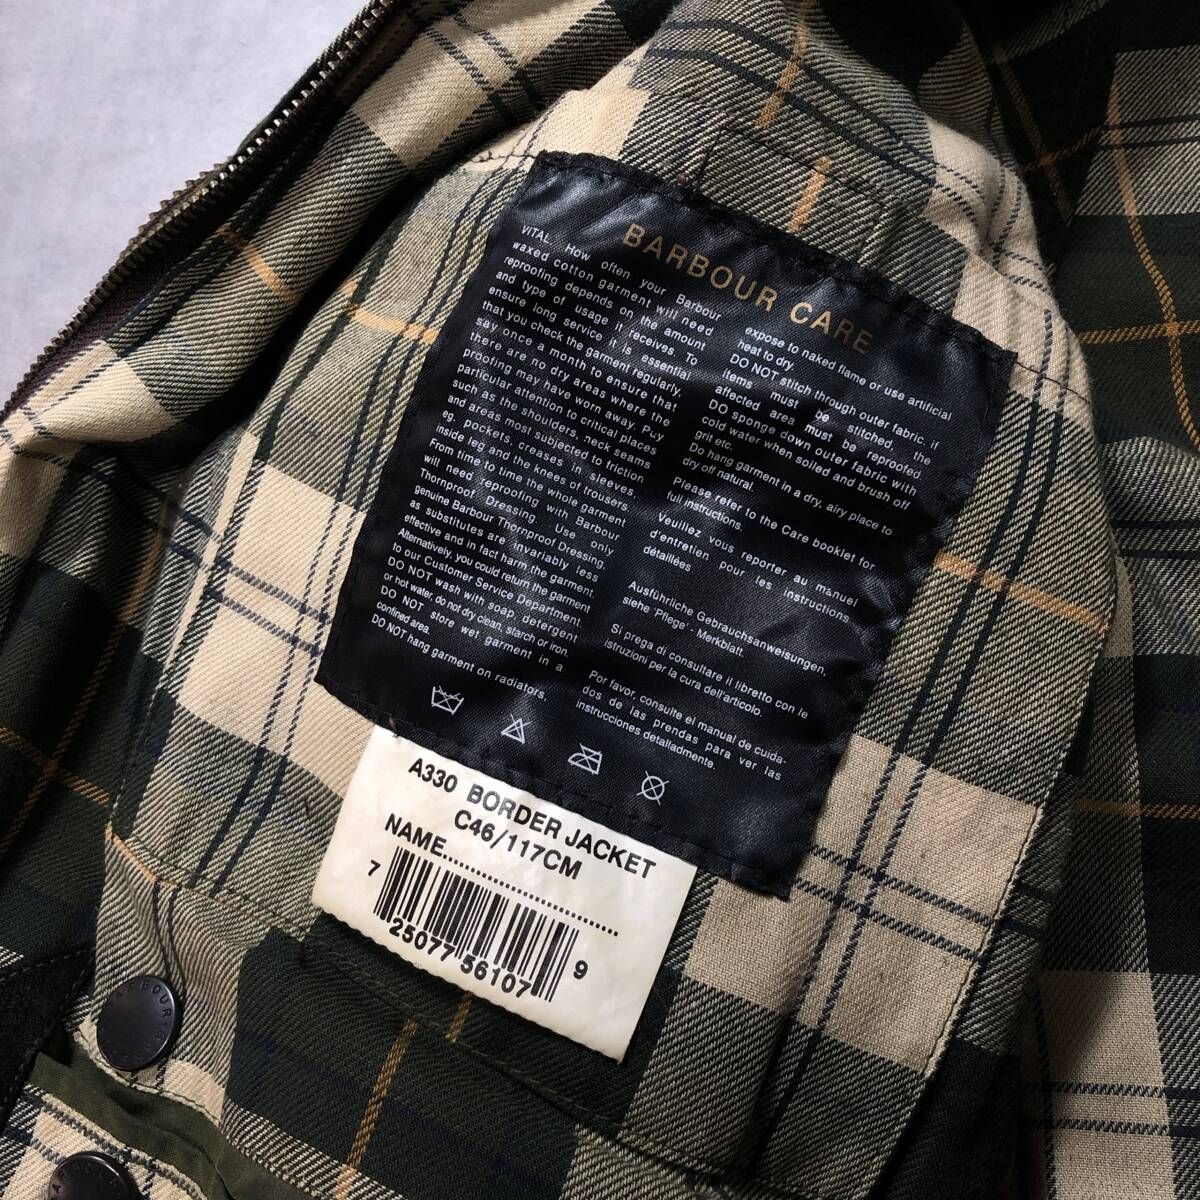 BARBOUR CARE
VITAL. How often your Barbour
waxed cotton garment will need
reproofing depends on the amount
and type of usage it receives. To
ensure long service it is essential
that you check the garment regularly,
say once a month to ensure that
there are no dry areas where the
proofing may have worn away. Puy
particular attention to critical places
such as the shoulders, neck seams
and areas most subjected to friction
eg. pockets, creases in sleeves,
inside leg and the knees of trousers.
From time to time the whole garment
will need reproofing with Barbour
Thornproof Dressing. Use only
genuine Barbour Thornproof Dressing,
as substitutes are invariably less
effective and in fact harm the garment.
Alternatively, you could return the garment
to our Customer Service Department.
DO NOT wash with soap detergent
or hot water, do not dry clean, starch or iron.
DO NOT store wet garment in a
confined area.
DO NOT hang garment on radiators,
expose to naked flame or use artificial
heat to dry.
DO NOT stitch through outer fabric, if
items must be stitched, the
affected area must be reproofed
DO sponge down outer fabric with
cold water when soiled and brush off
grit etc.
Do hang garment in a dry, airy place to
dry off natural.
Please refer to the Care booklet for
full instructions.
Veuillez vous reporter au manuel
d'entretien pour les instructions
détaillées
Ausführliche Gebrauchsanweisungen,
siehe 'Pflege' - Merkblatt.
Si prega di consultare il libretto con le
istruzioni per la cura dell'articolo.
Por favor, consulte el manual de cuida-
dos de las prendas para ver las
instrucciones detalladmente.
A330 BORDER JACKET
C46/117CM
NAME..............................
7 25077 56107 9
BARBOUR